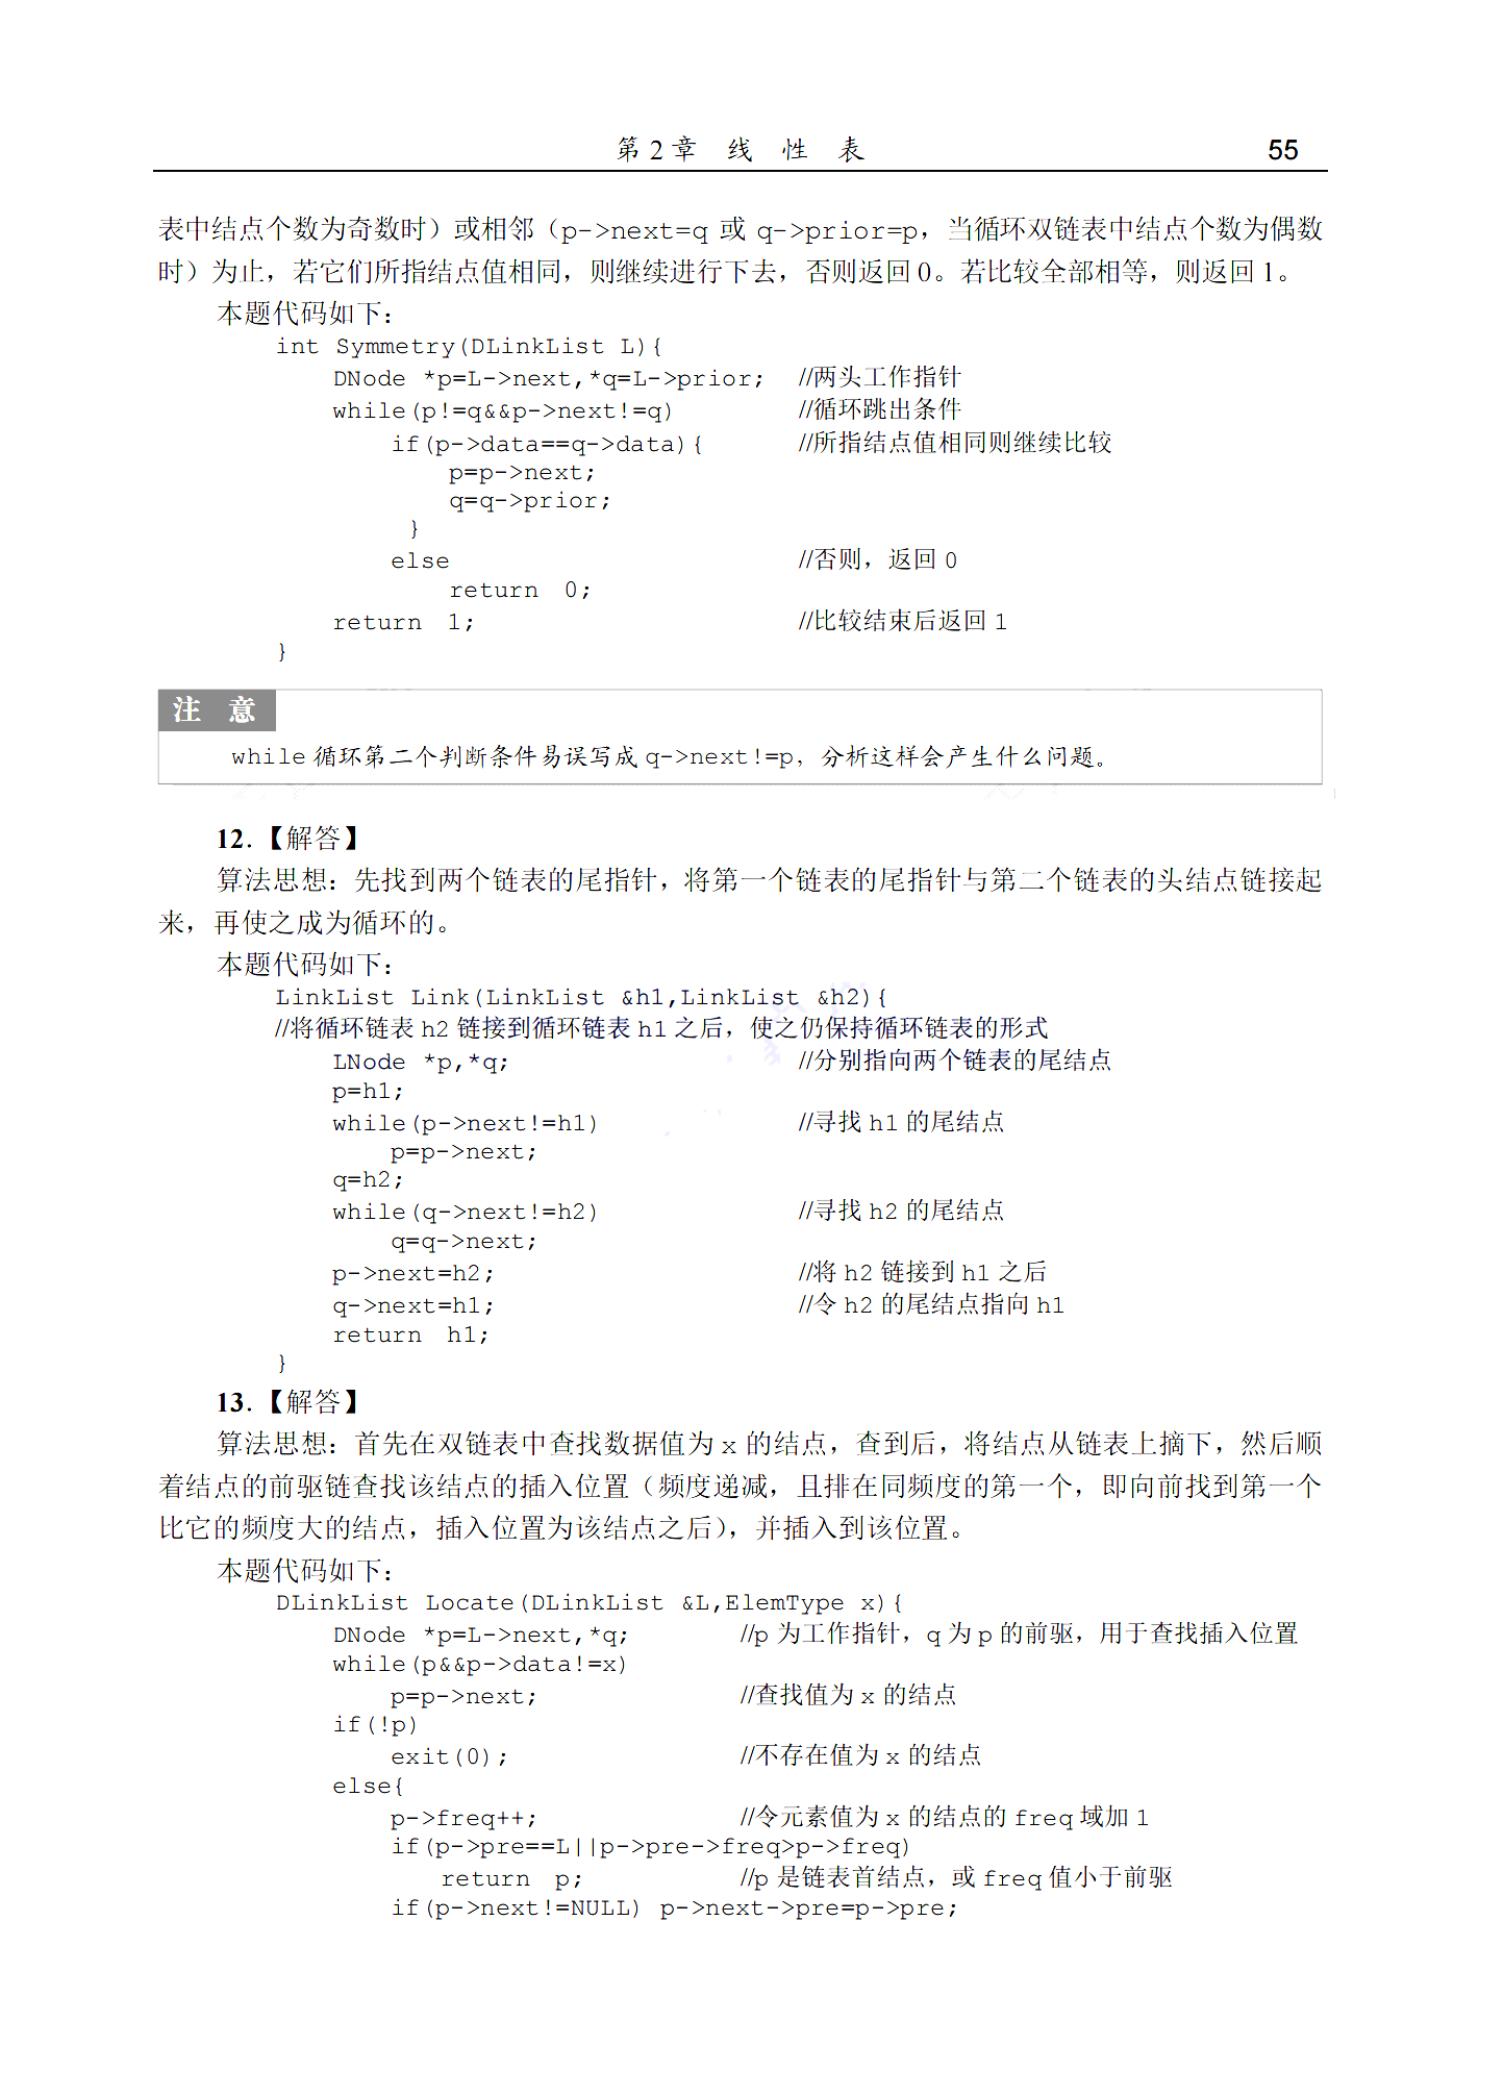 第 2 章 线 性 表 55
表中结点个数为奇数时）或相邻（p->next=q 或 q->prior=p，当循环双链表中结点个数为偶数
时）为止，若它们所指结点值相同，则继续进行下去，否则返回 0。若比较全部相等，则返回 1。
本题代码如下：
int Symmetry(DLinkList L){
DNode *p=L->next,*q=L->prior; //两头工作指针
while(p!=q&&p->next!=q) //循环跳出条件
if(p->data==q->data){ //所指结点值相同则继续比较
p=p->next;
q=q->prior;
}
else //否则，返回 0
return 0;
return 1; //比较结束后返回 1
}
注 意
while 循环第二个判断条件易误写成 q->next!=p，分析这样会产生什么问题。
12.【解答】
算法思想：先找到两个链表的尾指针，将第一个链表的尾指针与第二个链表的头结点链接起
来，再使之成为循环的。
本题代码如下：
LinkList Link(LinkList &h1,LinkList &h2){
//将循环链表 h2 链接到循环链表 h1 之后，使之仍保持循环链表的形式
LNode *p,*q; //分别指向两个链表的尾结点
p=h1;
while(p->next!=h1) //寻找 h1 的尾结点
p=p->next;
q=h2;
while(q->next!=h2) //寻找 h2 的尾结点
q=q->next;
p->next=h2; //将 h2 链接到 h1 之后
q->next=h1; //令 h2 的尾结点指向 h1
return h1;
}
13.【解答】
算法思想：首先在双链表中查找数据值为 x 的结点，查到后，将结点从链表上摘下，然后顺
着结点的前驱链查找该结点的插入位置（频度递减，且排在同频度的第一个，即向前找到第一个
比它的频度大的结点，插入位置为该结点之后），并插入到该位置。
本题代码如下：
DLinkList Locate(DLinkList &L,ElemType x){
DNode *p=L->next,*q; //p 为工作指针，q 为 p 的前驱，用于查找插入位置
while(p&&p->data!=x)
p=p->next; //查找值为 x 的结点
if(!p)
exit(0); //不存在值为 x 的结点
else{
p->freq++; //令元素值为 x 的结点的 freq 域加 1
if(p->pre==L||p->pre->freq>p->freq)
return p; //p 是链表首结点，或 freq 值小于前驱
if(p->next!=NULL) p->next->pre=p->pre;